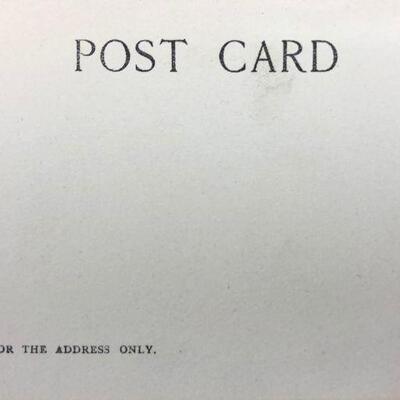 POST CARD
OR THE ADDRESS ONLY.